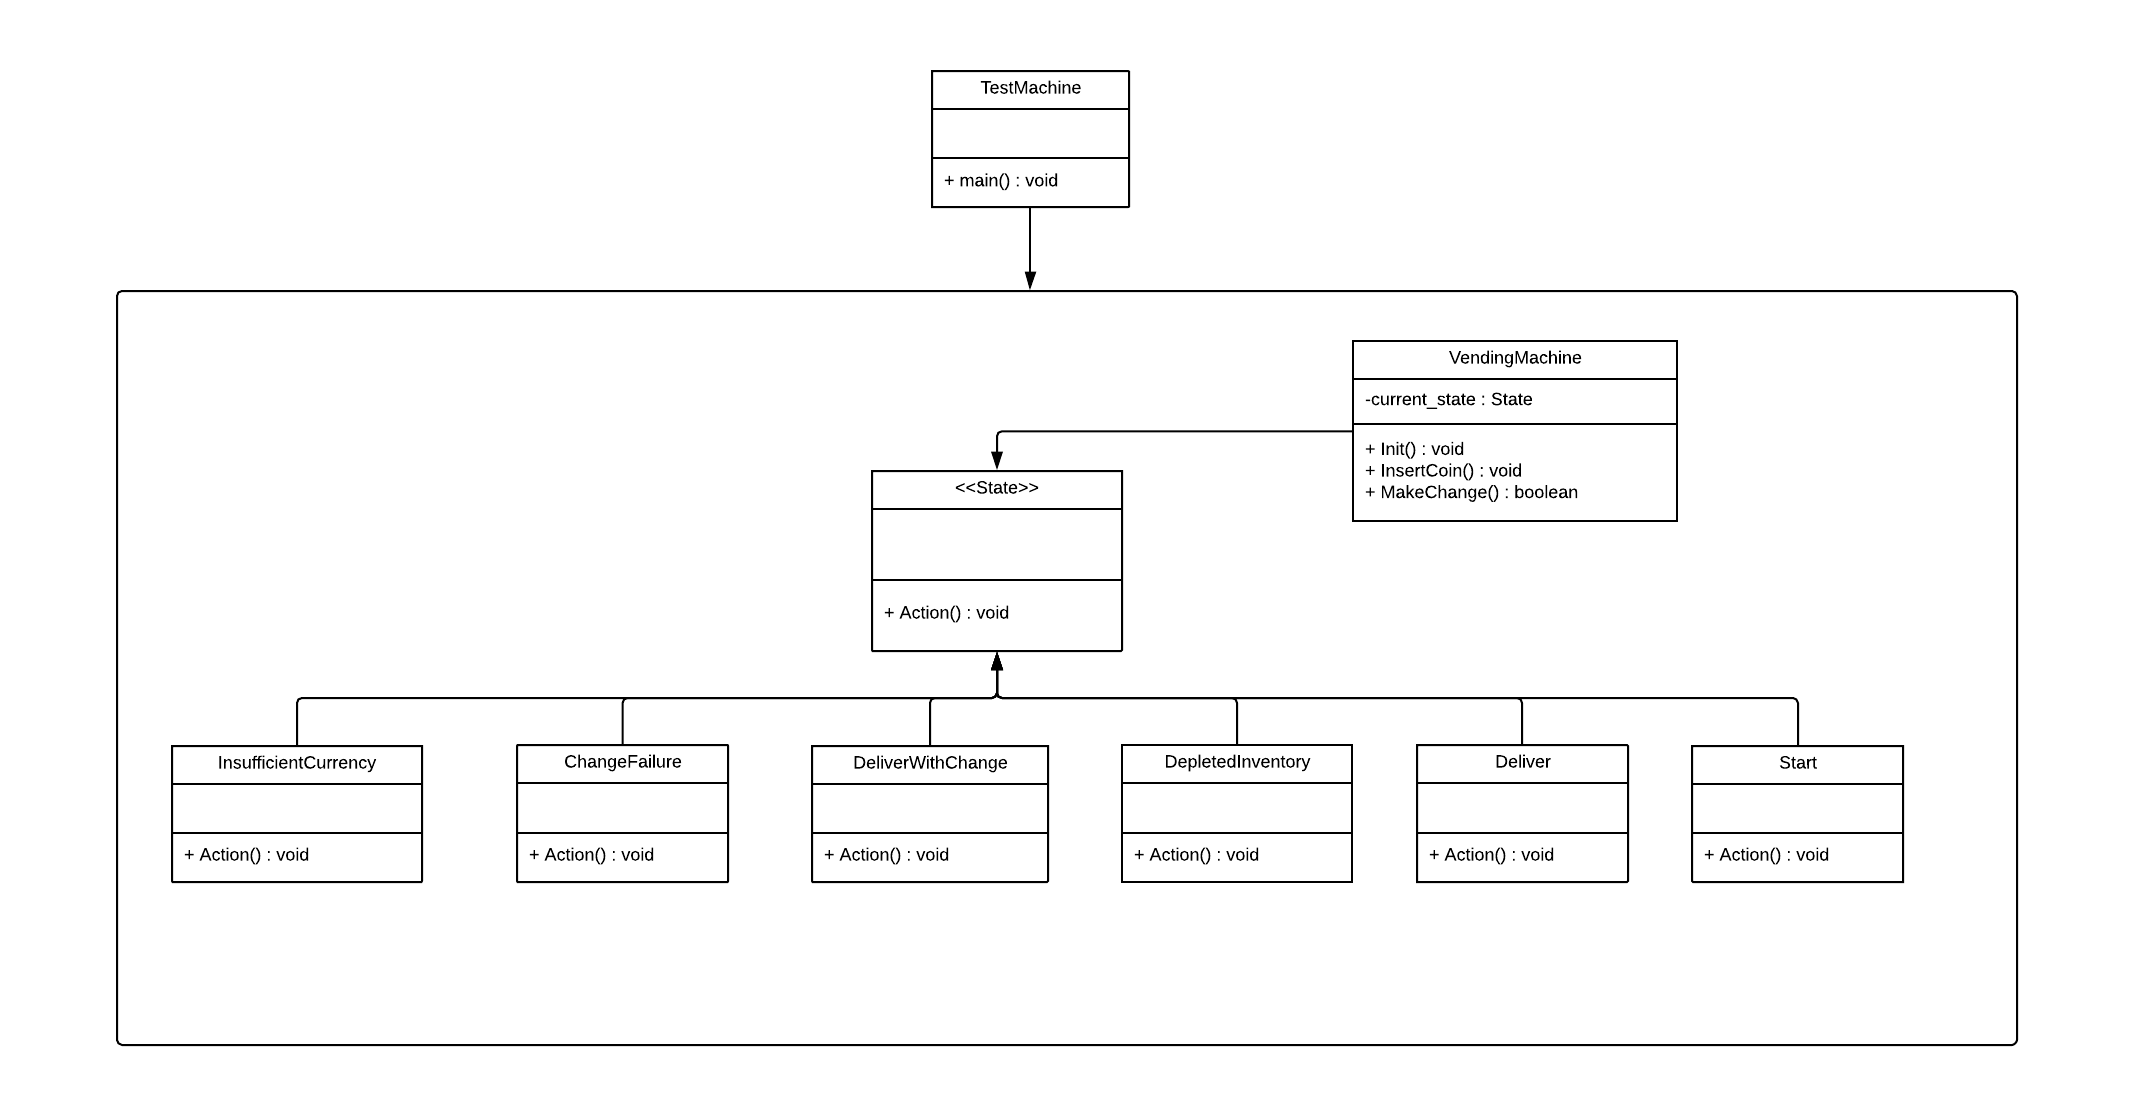 TestMachine
+ main() : void
VendingMachine
-current_state : State
+ Init() : void
+ InsertCoin() : void
+ MakeChange() : boolean
<<State>>
+ Action() : void
InsufficientCurrency
+ Action() : void
ChangeFailure
+ Action() : void
DeliverWithChange
+ Action() : void
DepletedInventory
+ Action() : void
Deliver
+ Action() : void
Start
+ Action() : void